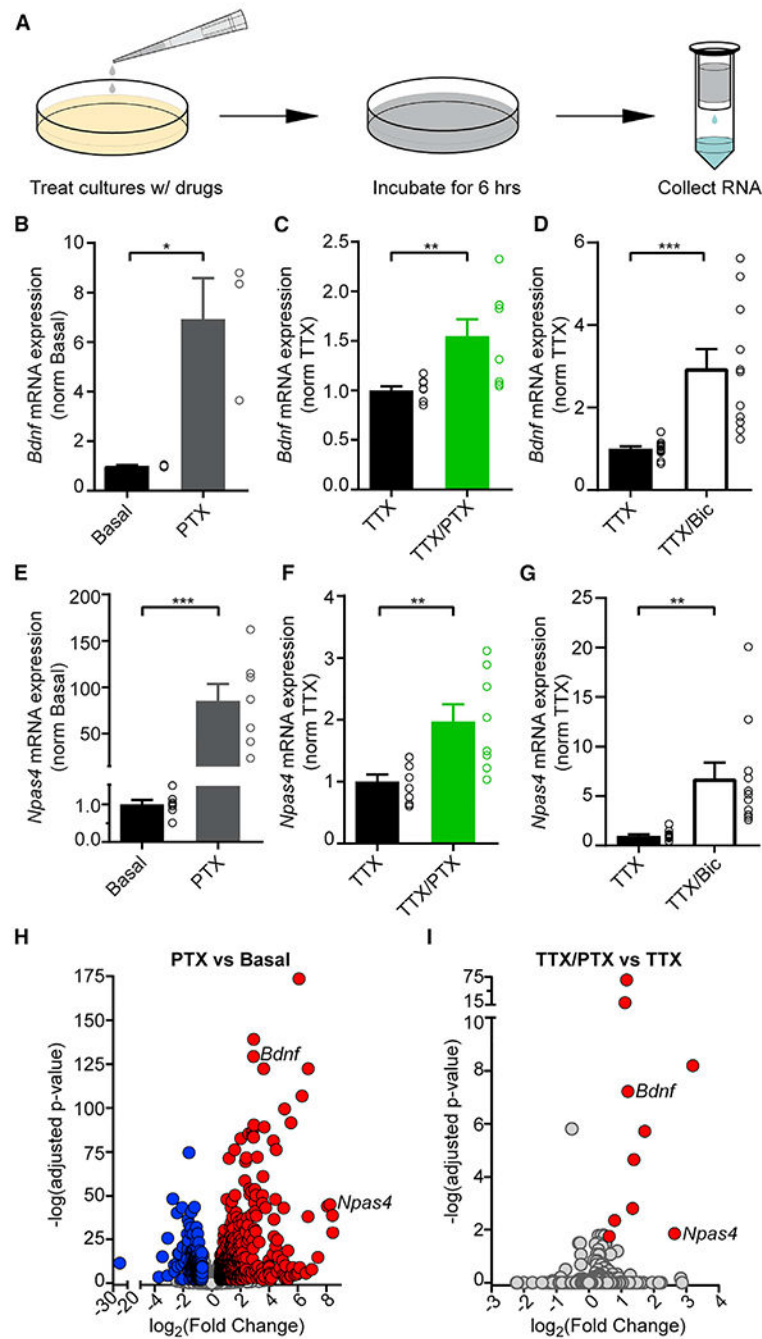 A
Treat cultures w/ drugs
Incubate for 6 hrs
Collect RNA
B
Bdnf mRNA expression
(norm Basal)
10
8
6
4
2
0
*
Basal
PTX
C
Bdnf mRNA expression
(norm TTX)
2.5
2.0
1.5
1.0
0.5
0.0
**
TTX
TTX/PTX
D
Bdnf mRNA expression
(norm TTX)
6
4
2
0
***
TTX
TTX/Bic
E
Npas4 mRNA expression
(norm Basal)
200
150
100
50
1.0
0.0
***
Basal
PTX
F
Npas4 mRNA expression
(norm TTX)
4
3
2
1
0
**
TTX
TTX/PTX
G
Npas4 mRNA expression
(norm TTX)
25
20
15
10
5
0
**
TTX
TTX/Bic
H
PTX vs Basal
-log(adjusted p-value)
175
150
125
100
75
50
25
0
Bdnf
Npas4
-30
-20
-4
-2
0
2
4
6
8
log2(Fold Change)
I
TTX/PTX vs TTX
-log(adjusted p-value)
75
15
10
8
6
4
2
0
Bdnf
Npas4
-3
-2
-1
0
1
2
3
log2(Fold Change)